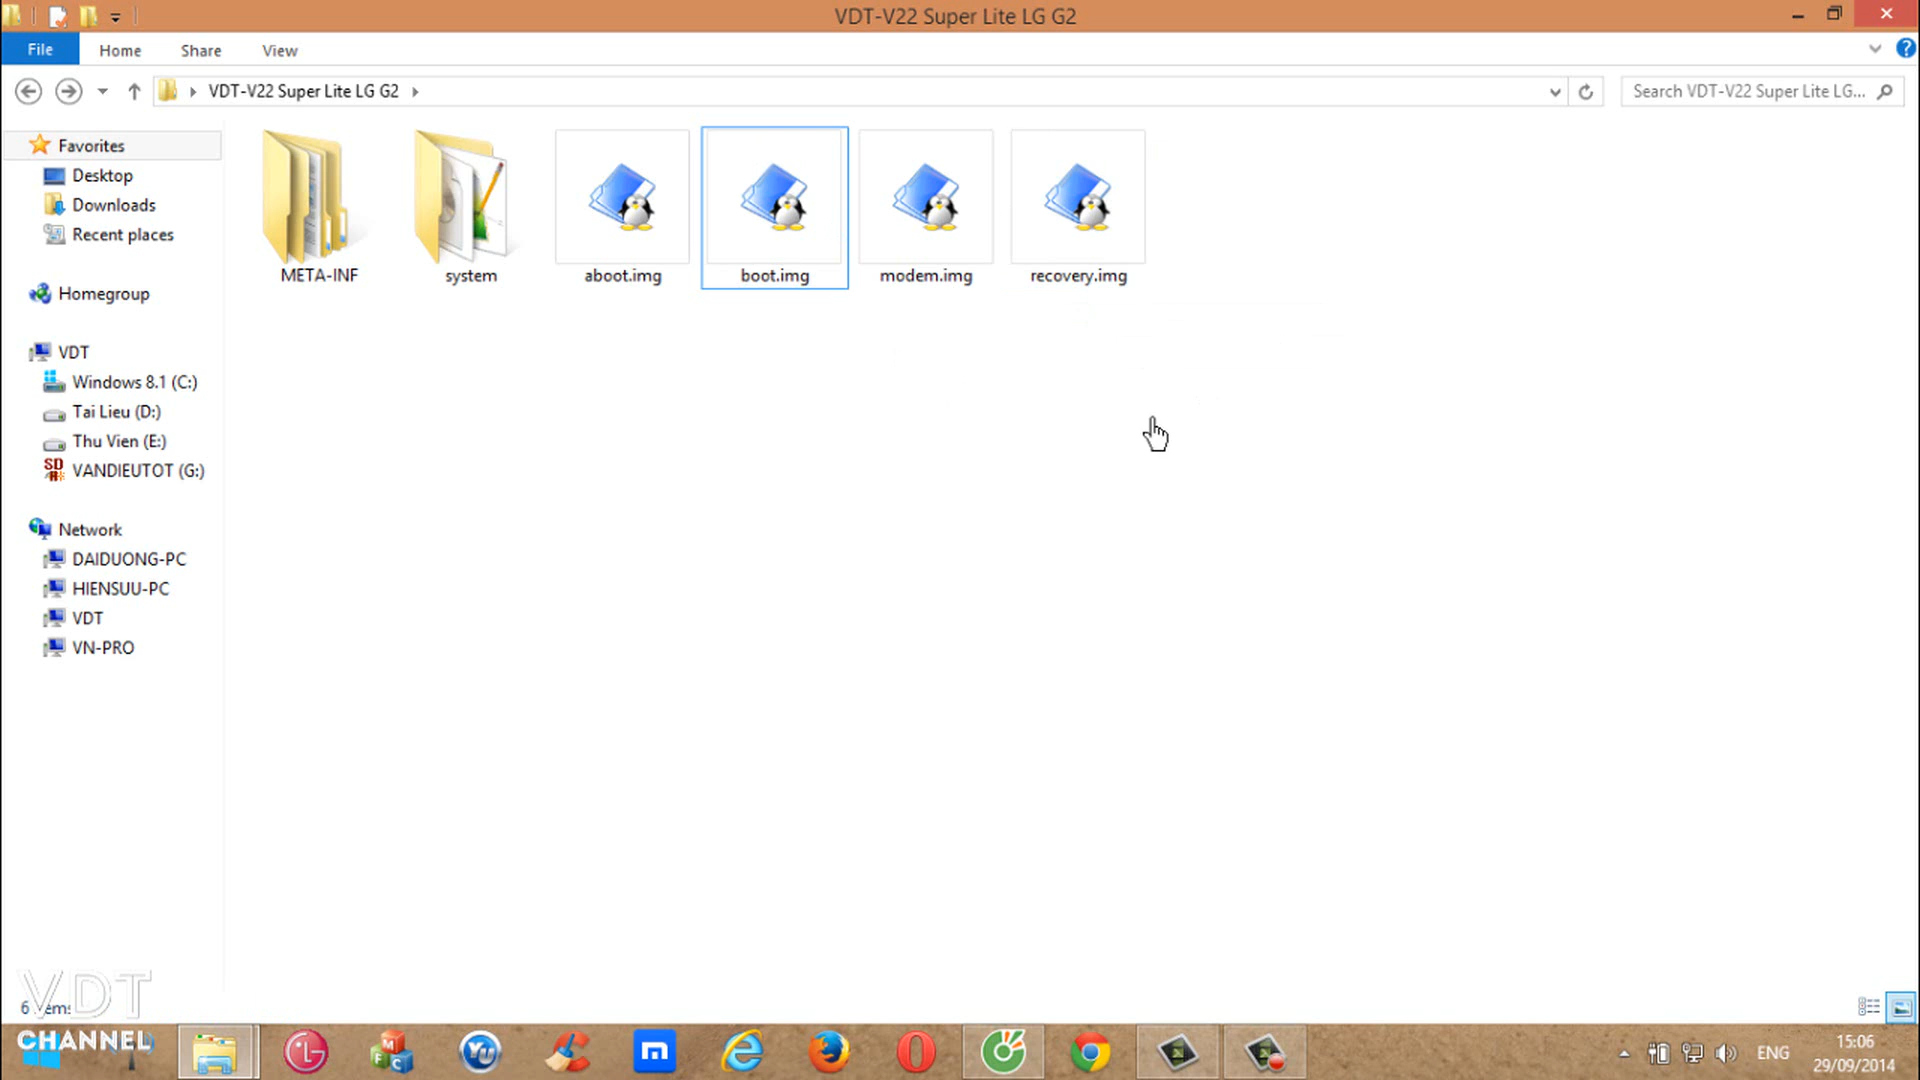 VDT-V22 Super Lite LG G2
File Home Share View
VDT-V22 Super Lite LG G2
Search VDT-V22 Super Lite LG...
Favorites
Desktop
Downloads
Recent places
Homegroup
VDT
Windows 8.1 (C:)
Tai Lieu (D:)
Thu Vien (E:)
VANDIEUTOT (G:)
Network
DAIDUONG-PC
HIENSUU-PC
VDT
VN-PRO
META-INF
system
aboot.img
boot.img
modem.img
recovery.img
VDT
CHANNEL
ENG
15:06
29/09/2014